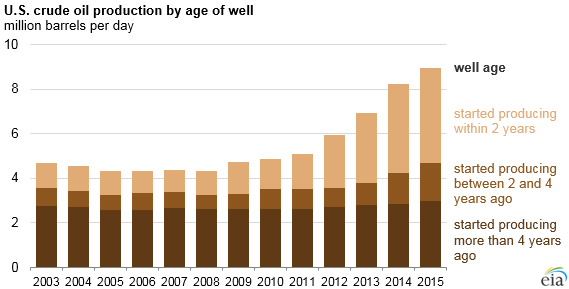 U.S. crude oil production by age of well
million barrels per day
10
8
6
4
2
0
2003 2004 2005 2006 2007 2008 2009 2010 2011 2012 2013 2014 2015
well age
started producing
within 2 years
started producing
between 2 and 4
years ago
started producing
more than 4 years
ago
eia